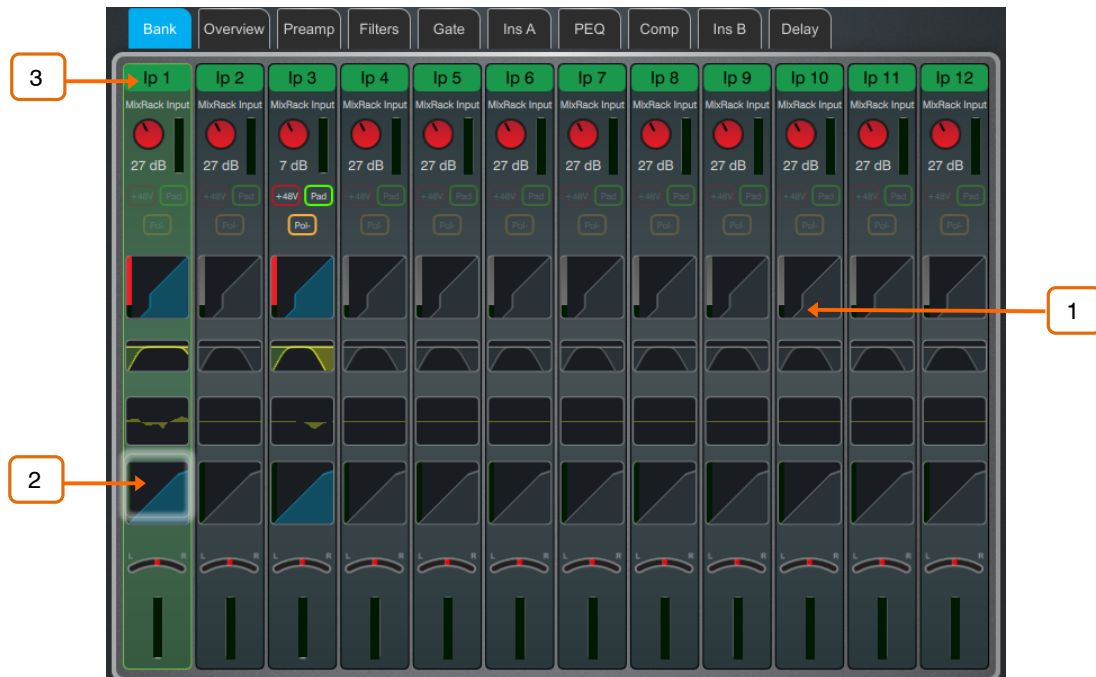 Bank Overview Preamp Filters Gate Ins A PEQ Comp Ins B Delay
3
Ip 1 Ip 2 Ip 3 Ip 4 Ip 5 Ip 6 Ip 7 Ip 8 Ip 9 Ip 10 Ip 11 Ip 12
MixRack Input MixRack Input MixRack Input MixRack Input MixRack Input MixRack Input MixRack Input MixRack Input MixRack Input MixRack Input MixRack Input MixRack Input
27 dB 27 dB 7 dB 27 dB 27 dB 27 dB 27 dB 27 dB 27 dB 27 dB 27 dB 27 dB
+48V Pad +48V Pad +48V Pad +48V Pad +48V Pad +48V Pad +48V Pad +48V Pad +48V Pad +48V Pad +48V Pad +48V Pad
Pol- Pol- Pol- Pol- Pol- Pol- Pol- Pol- Pol- Pol- Pol- Pol-
1
2
L R L R L R L R L R L R L R L R L R L R L R L R